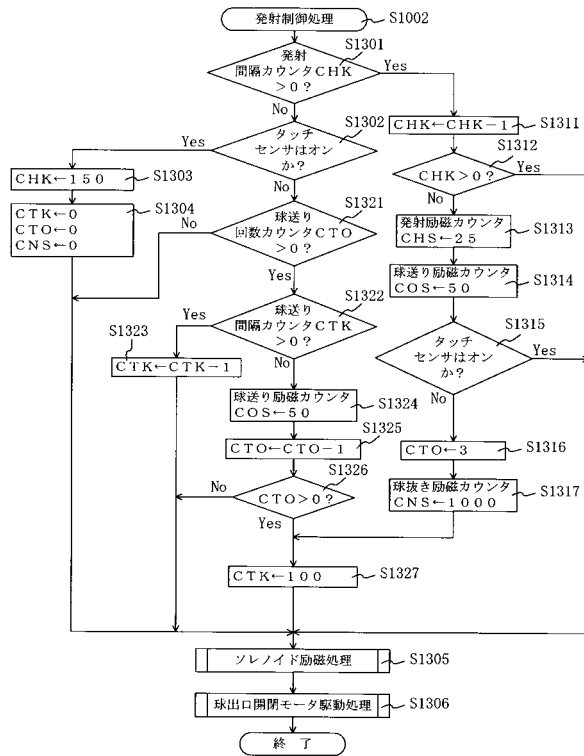 発射制御処理
S1002
発射
間隔カウンタCHK
>0?
S1301
Yes
No
タッチ
センサはオン
か?
S1302
Yes
No
CHK←CHK-1
S1311
S1312
CHK>0?
Yes
No
CHK←150
S1303
CTK←0
CTO←0
CNS←0
S1304
球送り
回数カウンタCTO
>0?
S1321
No
Yes
発射励磁カウンタ
CHS←25
S1313
球送り励磁カウンタ
COS←50
S1314
球送り
間隔カウンタCTK
>0?
S1322
Yes
No
S1323
CTK←CTK-1
タッチ
センサはオン
か?
S1315
Yes
No
球送り励磁カウンタ
COS←50
S1324
CTO←CTO-1
S1325
CTO←3
S1316
CTO>0?
S1326
No
Yes
球抜き励磁カウンタ
CNS←1000
S1317
CTK←100
S1327
ソレノイド励磁処理
S1305
球出口開閉モータ駆動処理
S1306
終 了